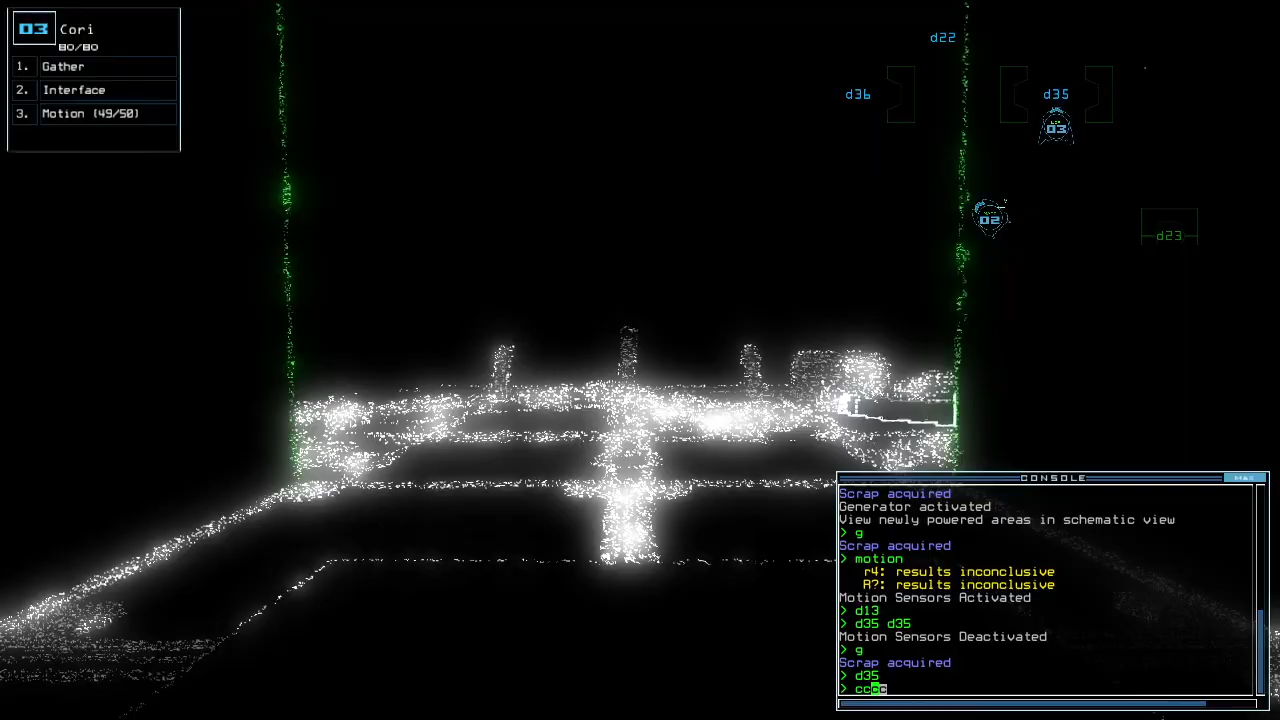 03 Cori
80/80
1. Gather
2. Interface
3. Motion (49/50)
d22
d36
d35
03
02
d23
CONSOLE
MAX
Scrap acquired
Generator activated
View newly powered areas in schematic view
> g
Scrap acquired
> motion
r4: results inconclusive
R?: results inconclusive
Motion Sensors Activated
> d13
> d35 d35
Motion Sensors Deactivated
> g
Scrap acquired
> d35
> cccc